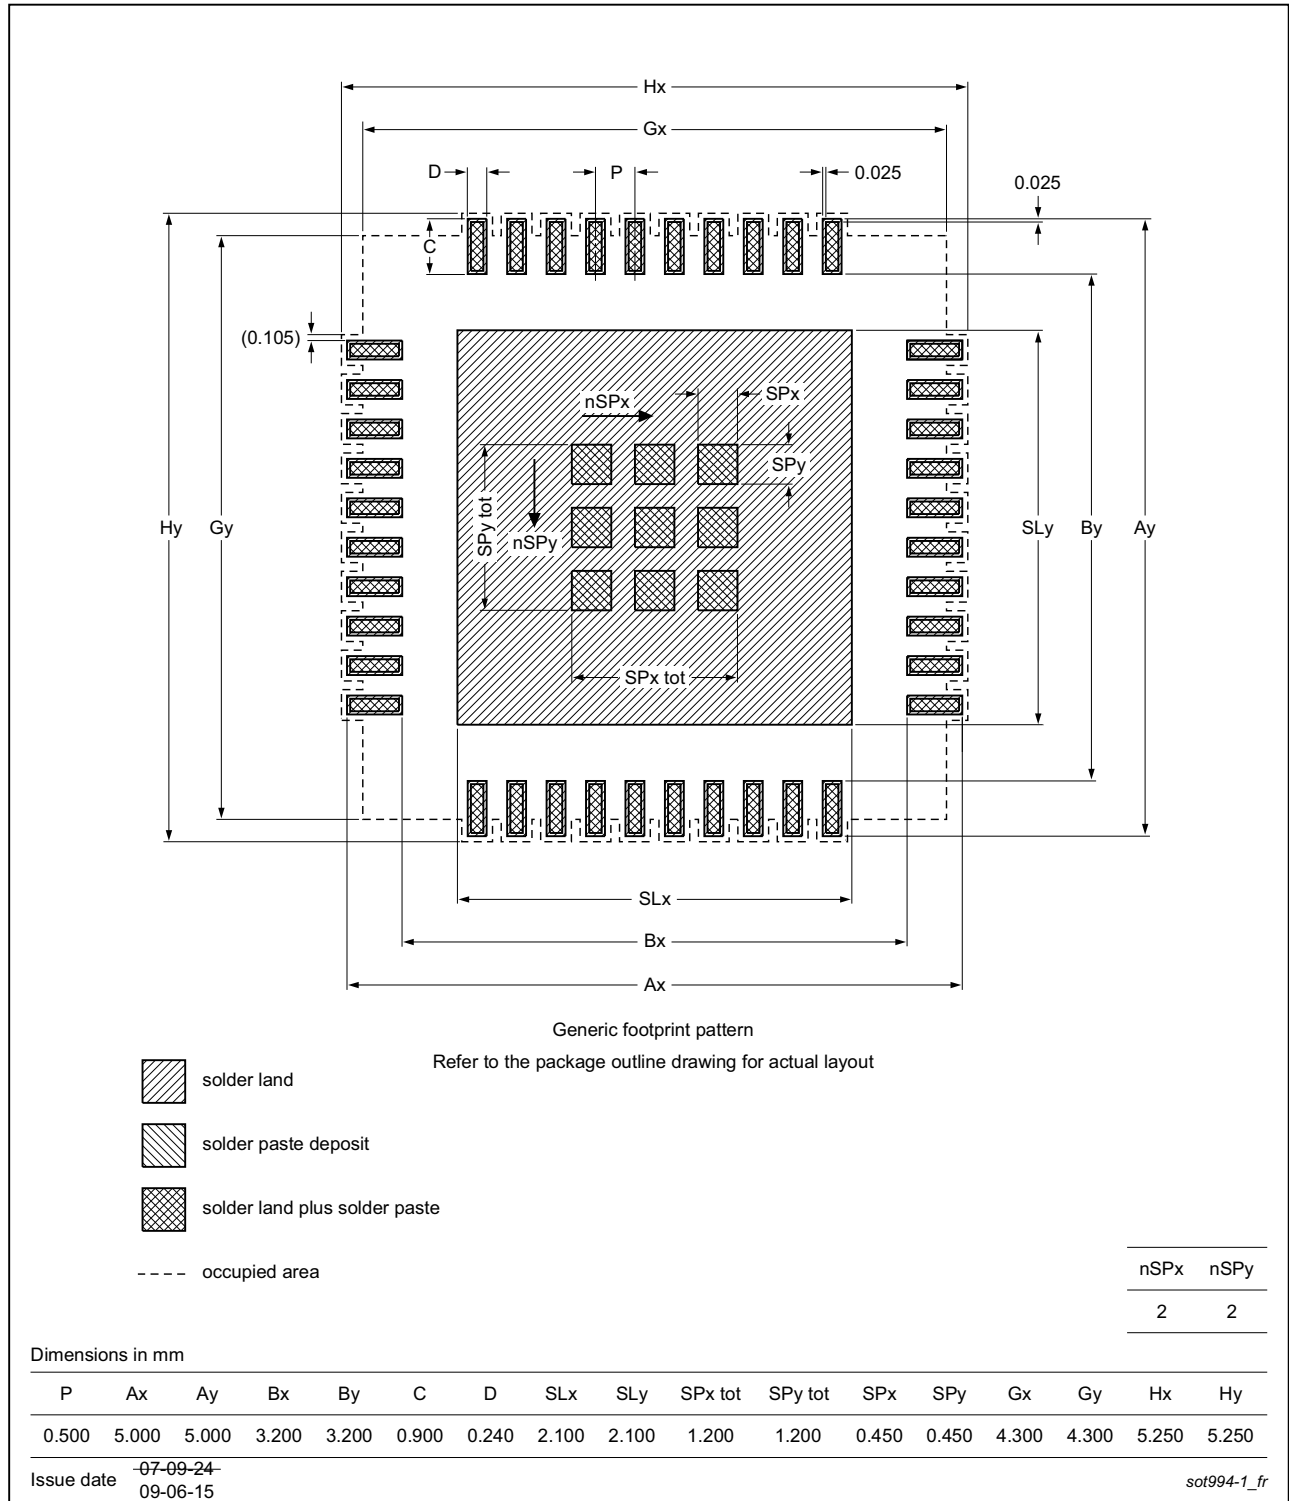 Hx
Gx
D
P
0.025
0.025
C
(0.105)
nSPx
SPx
SPy
SPy tot
nSPy
Hy
Gy
SLy
By
Ay
SPx tot
SLx
Bx
Ax
Generic footprint pattern
Refer to the package outline drawing for actual layout
solder land
solder paste deposit
solder land plus solder paste
occupied area
nSPx nSPy
2 2
Dimensions in mm
P Ax Ay Bx By C D SLx SLy SPx tot SPy tot SPx SPy Gx Gy Hx Hy
0.500 5.000 5.000 3.200 3.200 0.900 0.240 2.100 2.100 1.200 1.200 0.450 0.450 4.300 4.300 5.250 5.250
Issue date 07-09-24
09-06-15
sot994-1_fr